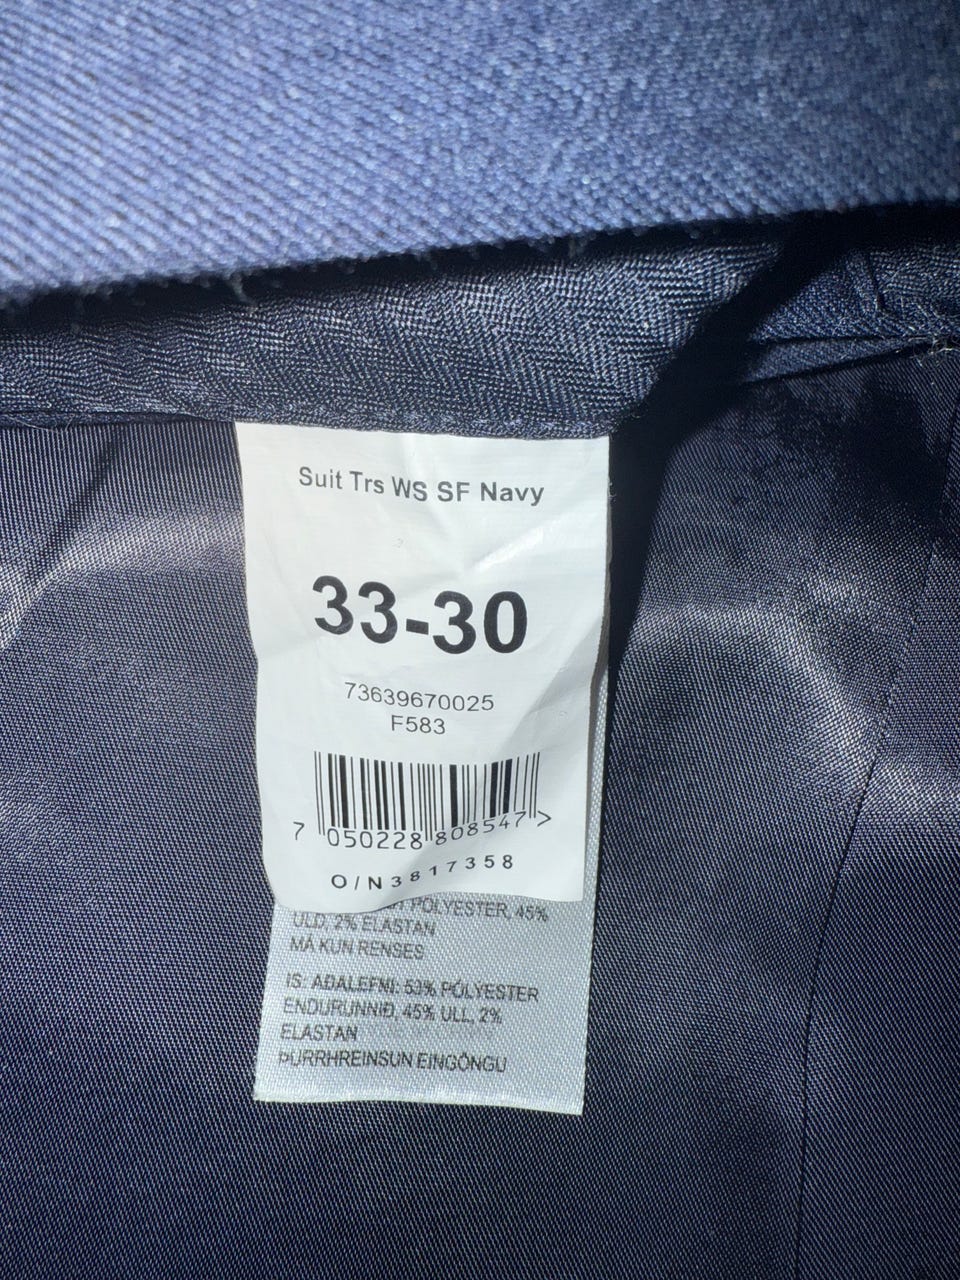 Suit Trs WS SF Navy
33-30
73639670025
F583
7 050228 808547 >
O/N3817358
POLYESTER, 45%
ULD, 2% ELASTAN
MÅ KUN RENSES
IS: AÐALEFNI: 53% PÓLYESTER
ENDURUNNIÐ, 45% ULL, 2%
ELASTAN
ÞURRHREINSUN EINGÖNGU